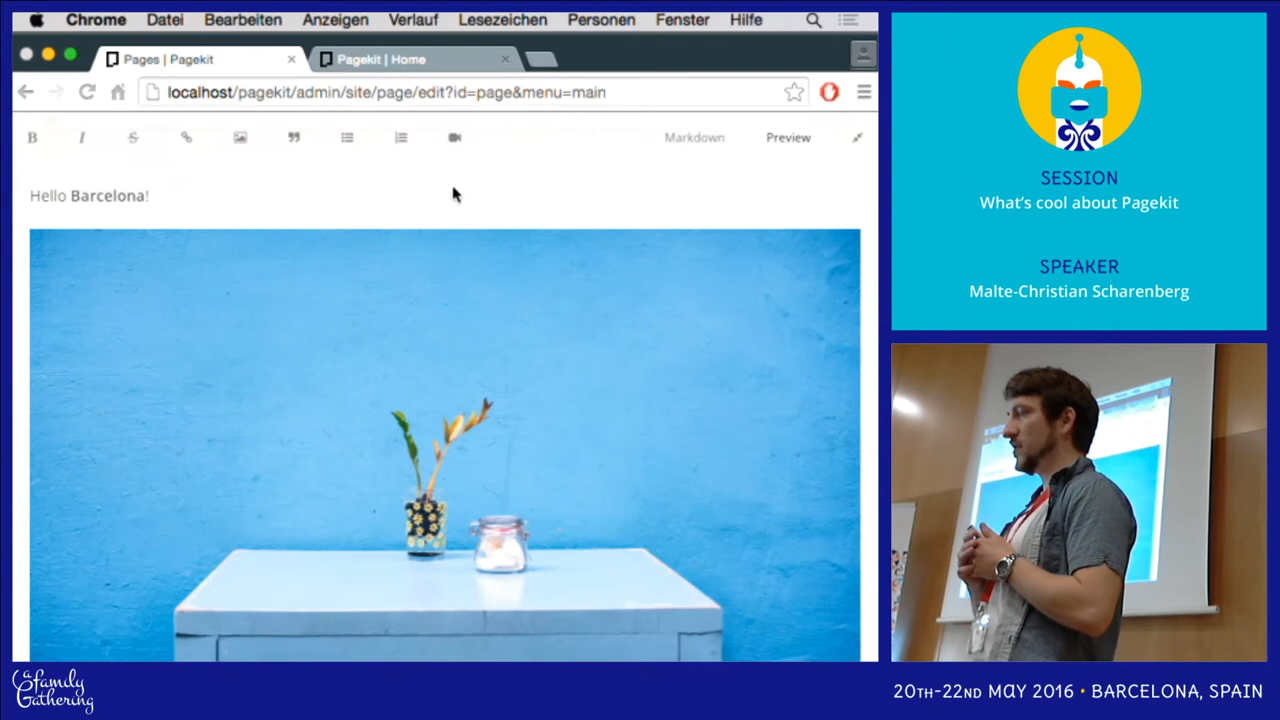 Chrome Datei Bearbeiten Anzeigen Verlauf Lesezeichen Personen Fenster Hilfe
Pages | Pagekit
Pagekit | Home
localhost/pagekit/admin/site/page/edit?id=page&menu=main
B I S Markdown Preview
Hello Barcelona!
SESSION
What's cool about Pagekit
SPEAKER
Malte-Christian Scharenberg
a family
Gathering
20TH-22ND MAY 2016 • BARCELONA, SPAIN